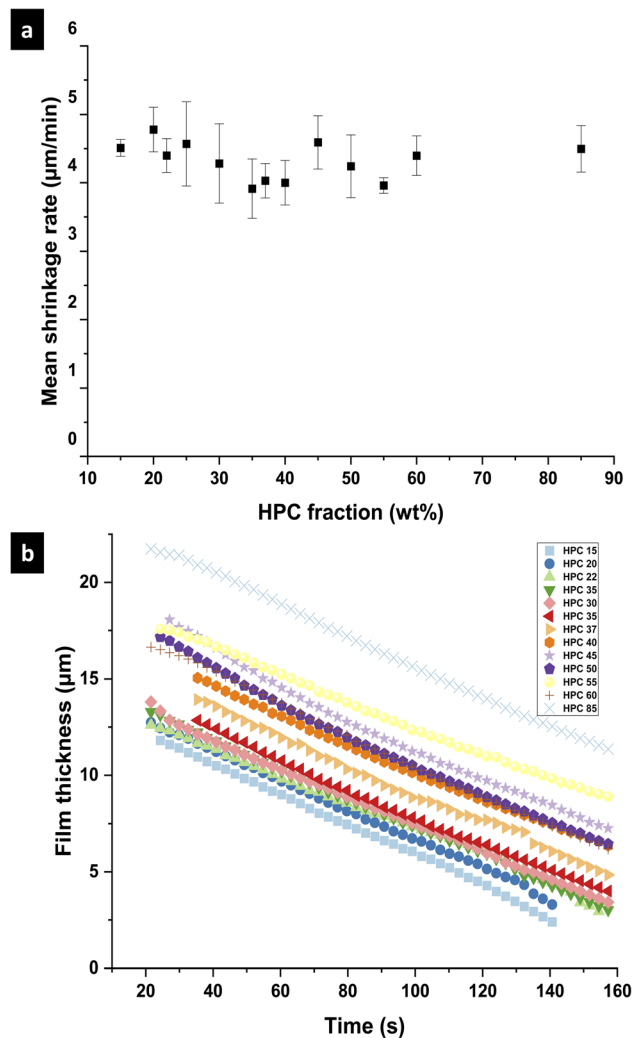 a
6
5
4
3
2
1
0
Mean shrinkage rate (µm/min)
10 20 30 40 50 60 70 80 90
HPC fraction (wt%)
b
20
15
10
5
0
Film thickness (µm)
HPC 15
HPC 20
HPC 22
HPC 35
HPC 30
HPC 35
HPC 37
HPC 40
HPC 45
HPC 50
HPC 55
HPC 60
HPC 85
20 40 60 80 100 120 140 160
Time (s)